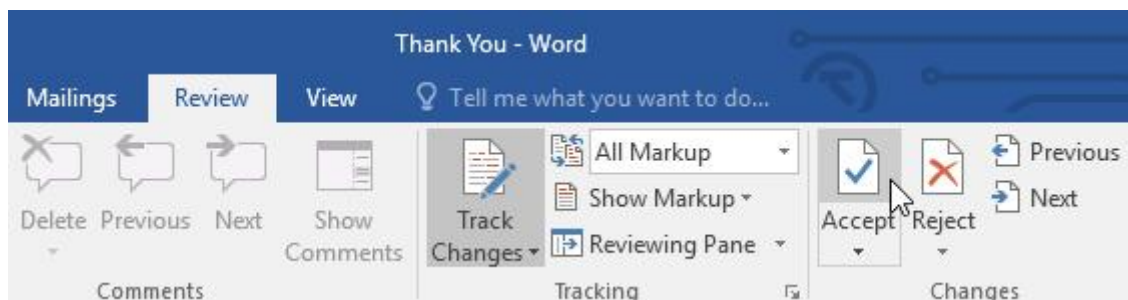 Thank You - Word
Mailings Review View Tell me what you want to do...
Delete Previous Next Show Comments
Track Changes
All Markup
Show Markup
Reviewing Pane
Accept Reject
Previous
Next
Comments Tracking Changes